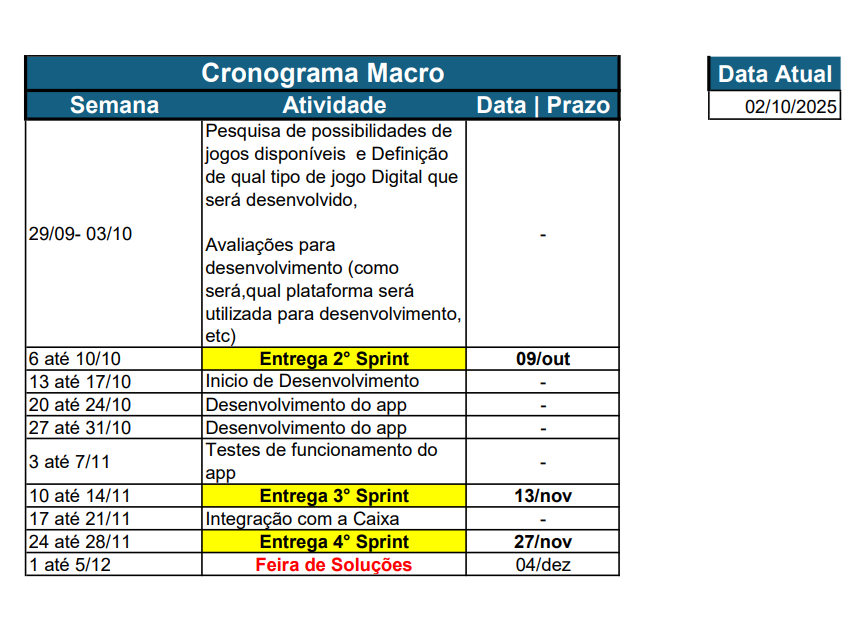 Cronograma Macro
Data Atual
Semana Atividade Data | Prazo
02/10/2025
Pesquisa de possibilidades de
jogos disponíveis e Definição
de qual tipo de jogo Digital que
será desenvolvido,
29/09- 03/10 -
Avaliações para
desenvolvimento (como
será,qual plataforma será
utilizada para desenvolvimento,
etc)
6 até 10/10 Entrega 2° Sprint 09/out
13 até 17/10 Inicio de Desenvolvimento -
20 até 24/10 Desenvolvimento do app -
27 até 31/10 Desenvolvimento do app -
3 até 7/11 Testes de funcionamento do -
app
10 até 14/11 Entrega 3° Sprint 13/nov
17 até 21/11 Integração com a Caixa -
24 até 28/11 Entrega 4° Sprint 27/nov
1 até 5/12 Feira de Soluções 04/dez